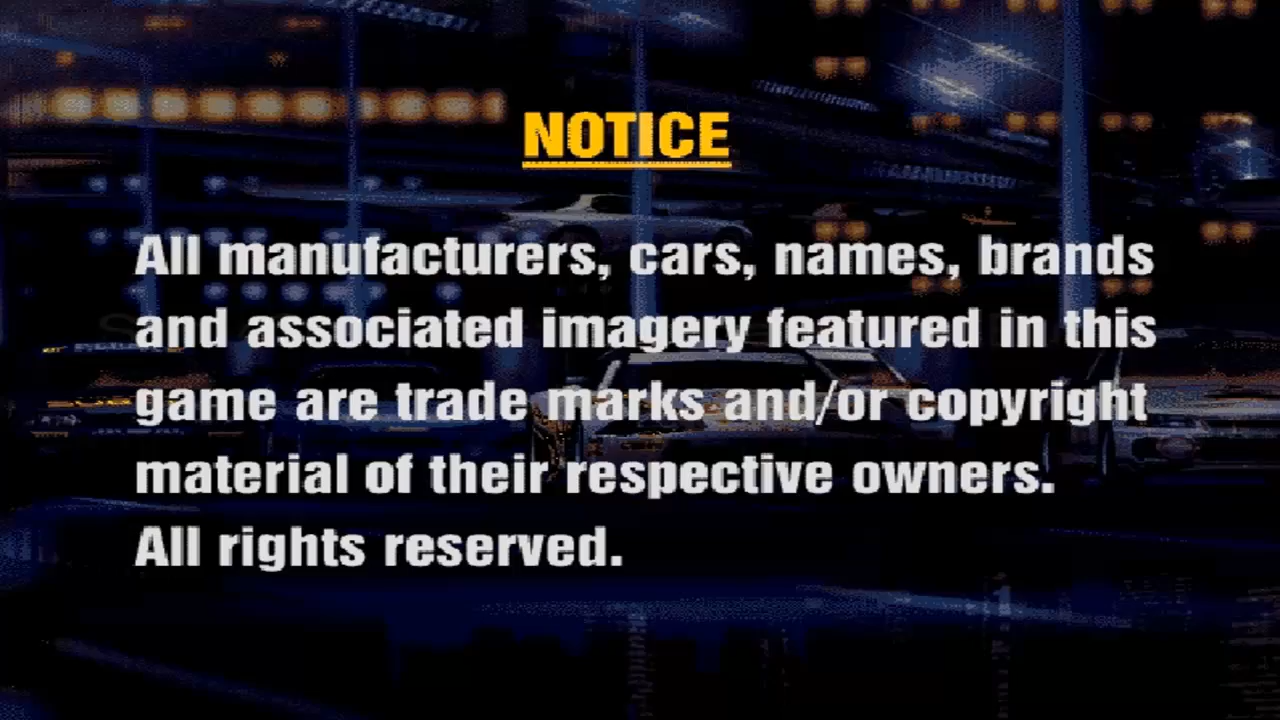 NOTICE
All manufacturers, cars, names, brands
and associated imagery featured in this
game are trade marks and/or copyright
material of their respective owners.
All rights reserved.